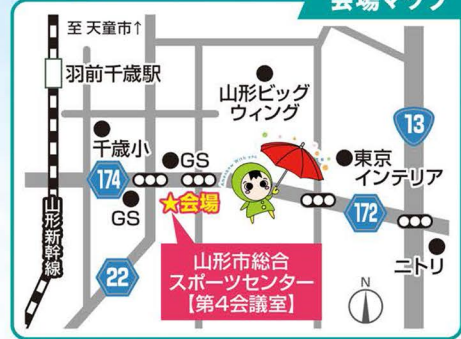 会場マップ
至 天童市↑
羽前千歳駅
山形ビッグ
ウィング
13
千歳小
GS
東京
インテリア
174
GS
★会場
172
山形新幹線
22
山形市総合
スポーツセンター
【第4会議室】
ニトリ
N